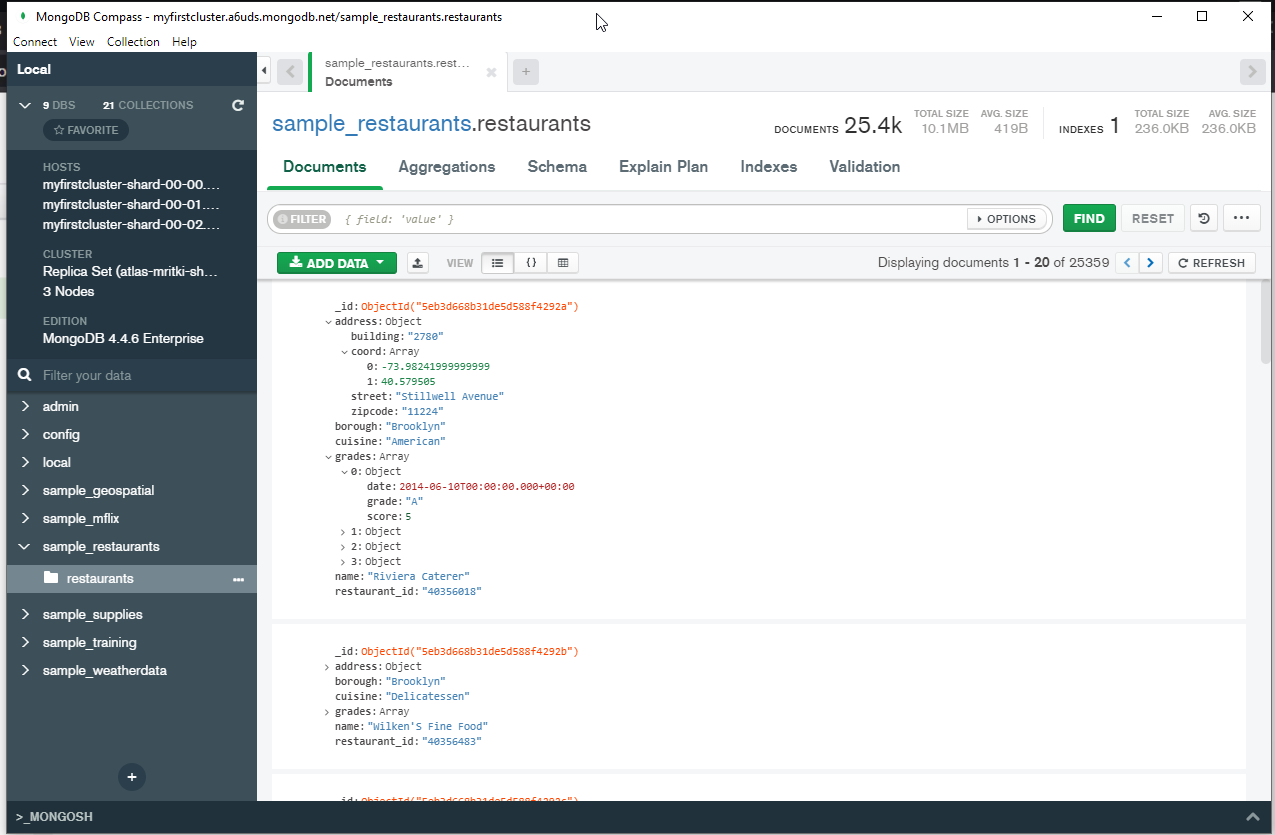 MongoDB Compass - myfirstcluster.a6uds.mongodb.net/sample_restaurants.restaurants
Connect View Collection Help
Local
9 DBS 21 COLLECTIONS
FAVORITE
HOSTS
myfirstcluster-shard-00-00....
myfirstcluster-shard-00-01....
myfirstcluster-shard-00-02....
CLUSTER
Replica Set (atlas-mritki-sh...
3 Nodes
EDITION
MongoDB 4.4.6 Enterprise
Filter your data
admin
config
local
sample_geospatial
sample_mflix
sample_restaurants
restaurants
sample_supplies
sample_training
sample_weatherdata
sample_restaurants.rest...
Documents
sample_restaurants.restaurants
DOCUMENTS 25.4k TOTAL SIZE 10.1MB AVG. SIZE 419B INDEXES 1 TOTAL SIZE 236.0KB AVG. SIZE 236.0KB
Documents Aggregations Schema Explain Plan Indexes Validation
FILTER { field: 'value' } OPTIONS FIND RESET
ADD DATA VIEW {} Displaying documents 1 - 20 of 25359 REFRESH
_id: ObjectId("5eb3d668b31de5d588f4292a")
address: Object
building: "2780"
coord: Array
0: -73.98241999999999
1: 40.579505
street: "Stillwell Avenue"
zipcode: "11224"
borough: "Brooklyn"
cuisine: "American"
grades: Array
0: Object
date: 2014-06-10T00:00:00.000+00:00
grade: "A"
score: 5
1: Object
2: Object
3: Object
name: "Riviera Caterer"
restaurant_id: "40356018"
_id: ObjectId("5eb3d668b31de5d588f4292b")
address: Object
borough: "Brooklyn"
cuisine: "Delicatessen"
grades: Array
name: "Wilken'S Fine Food"
restaurant_id: "40356483"
_id: ObjectId("5eb3d668b31de5d588f4292c")
>_MONGOSH